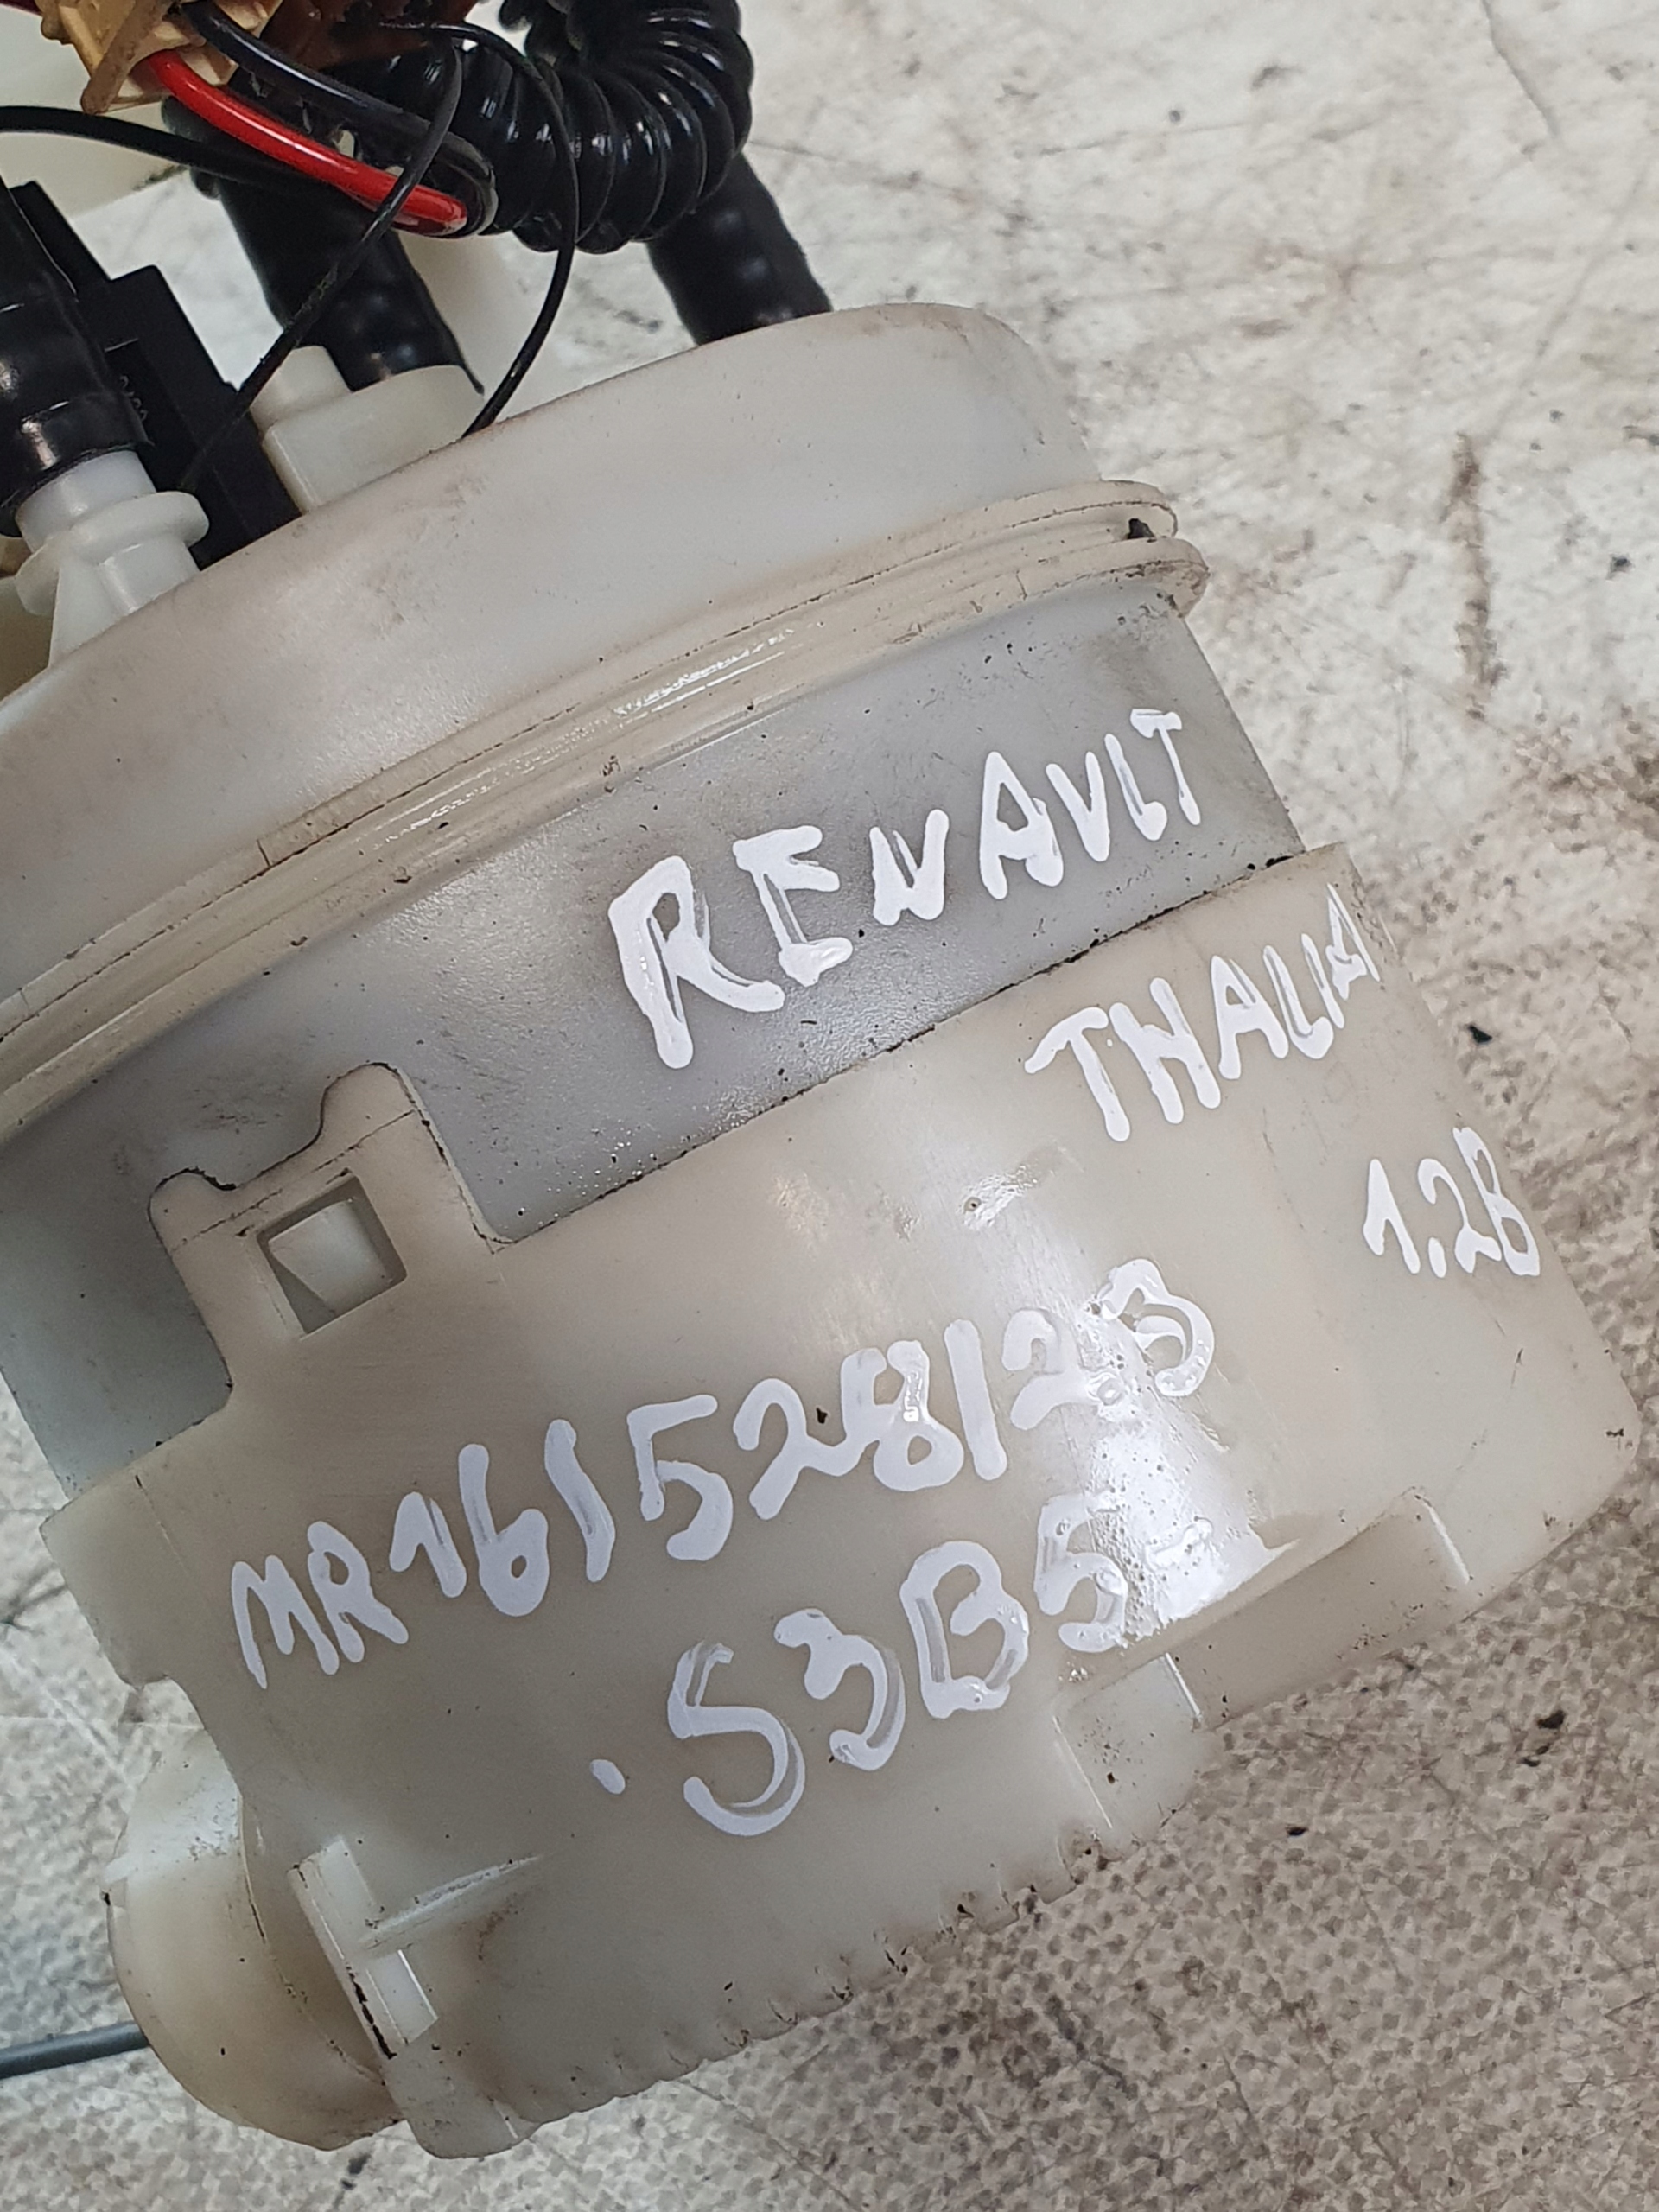 RENAULT
THALIA
1.2B
MR161528123
.S3B5-